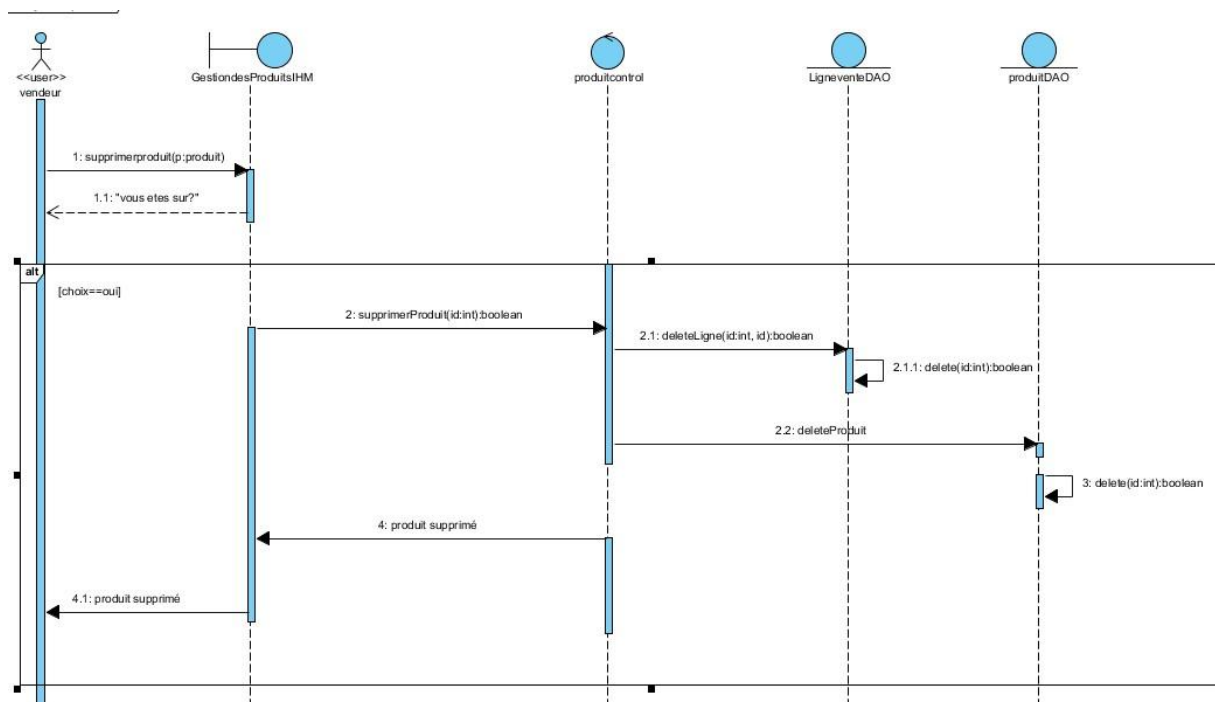 <<user>>
vendeur
GestiondesProduitsIHM
produitcontrol
LigneventeDAO
produitDAO
1: supprimerproduit(p:produit)
1.1: "vous etes sur?"
alt
[choix==oui]
2: supprimerProduit(id:int):boolean
2.1: deleteLigne(id:int, id):boolean
2.1.1: delete(id:int):boolean
2.2: deleteProduit
3: delete(id:int):boolean
4: produit supprimé
4.1: produit supprimé